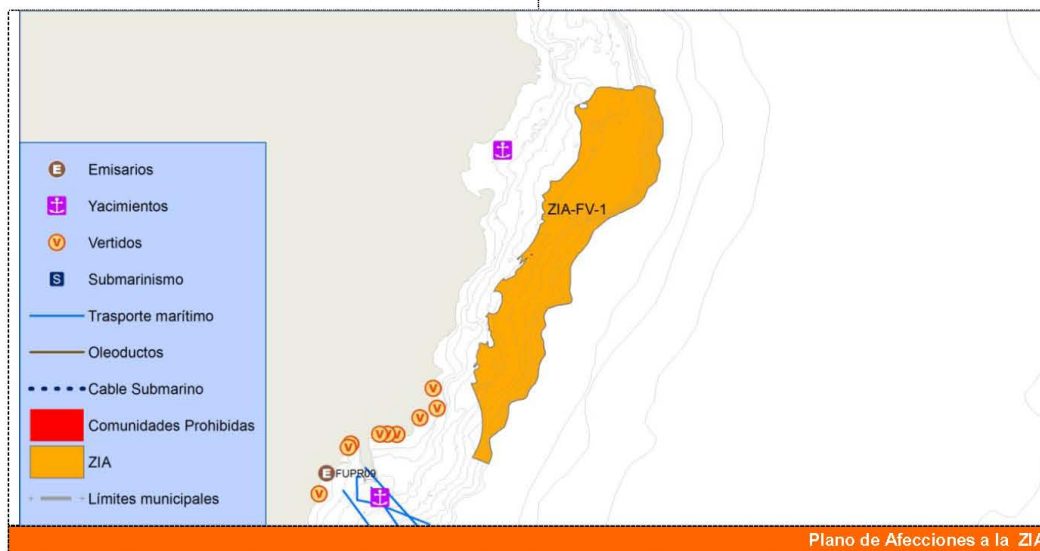 ZIA-FV-1
E Emisarios
Yacimientos
V Vertidos
S Submarinismo
Trasporte marítimo
Oleoductos
Cable Submarino
Comunidades Prohibidas
ZIA
Límites municipales
V
V
V
V V V
V
E FUPR09
V
Plano de Afecciones a la ZIA